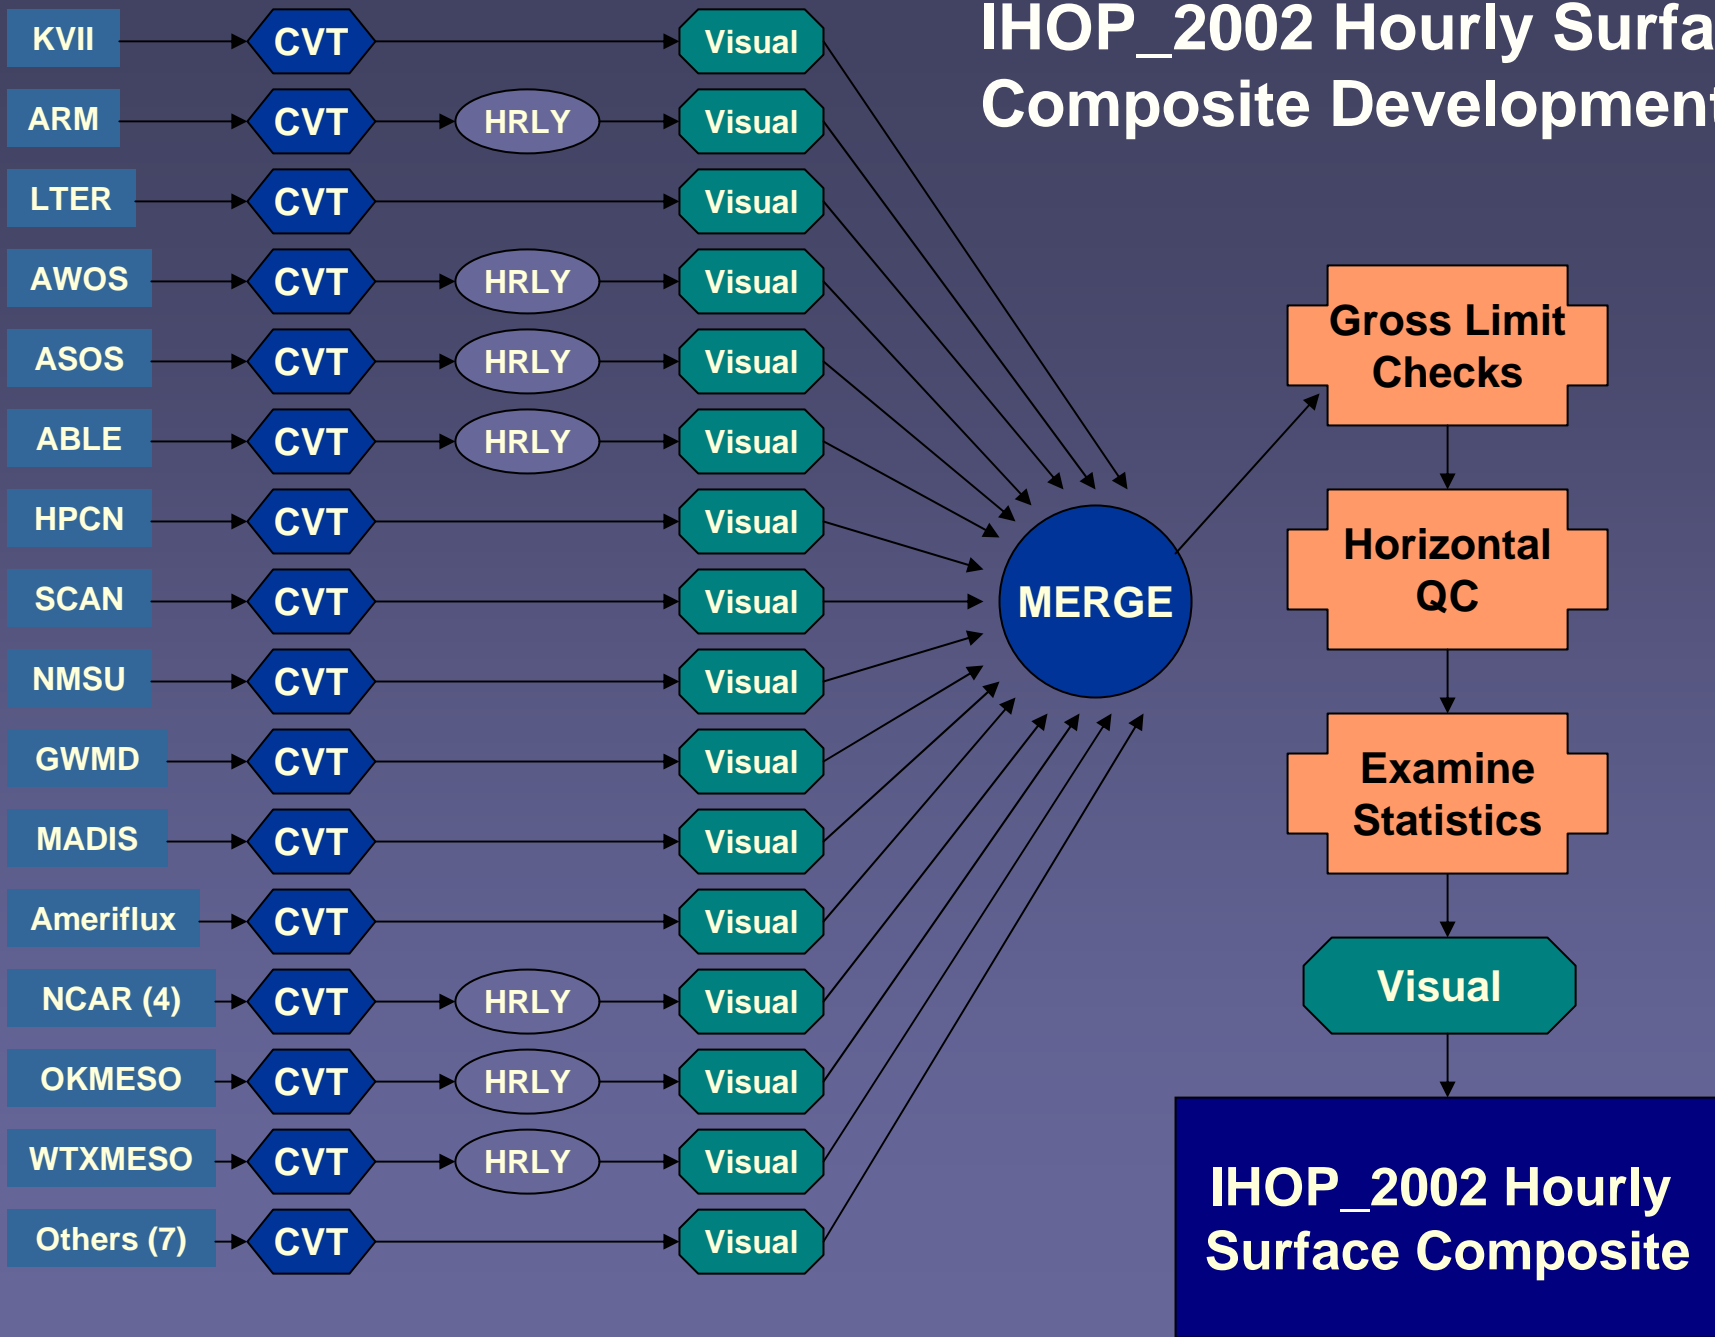 IHOP_2002 Hourly Surfa
Composite Development
KVII CVT Visual
ARM CVT HRLY Visual
LTER CVT Visual
AWOS CVT HRLY Visual
ASOS CVT HRLY Visual
ABLE CVT HRLY Visual
HPCN CVT Visual
SCAN CVT Visual
NMSU CVT Visual
GWMD CVT Visual
MADIS CVT Visual
Ameriflux CVT Visual
NCAR (4) CVT HRLY Visual
OKMESO CVT HRLY Visual
WTXMESO CVT HRLY Visual
Others (7) CVT Visual
MERGE
Gross Limit
Checks
Horizontal
QC
Examine
Statistics
Visual
IHOP_2002 Hourly
Surface Composite